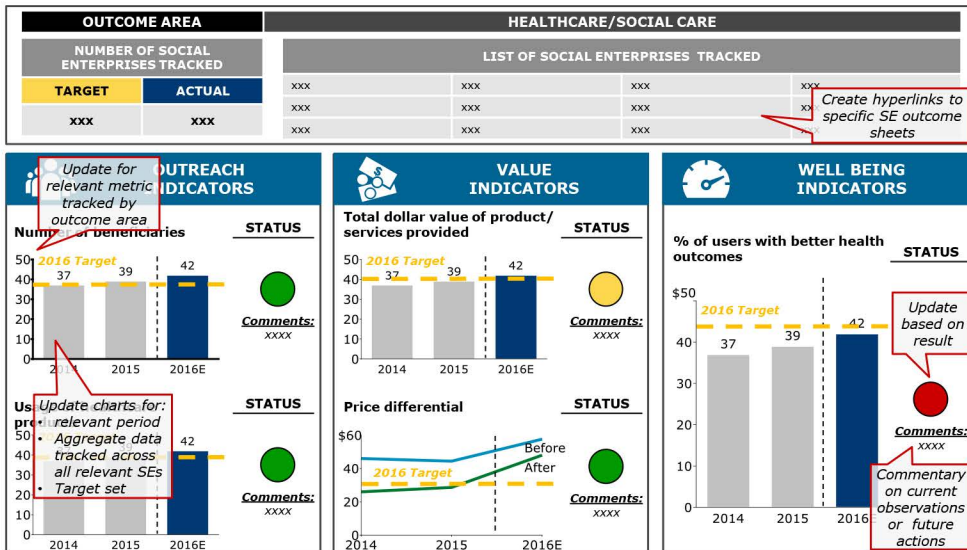 OUTCOME AREA
HEALTHCARE/SOCIAL CARE
NUMBER OF SOCIAL
ENTERPRISES TRACKED
TARGET
ACTUAL
xxx
xxx
LIST OF SOCIAL ENTERPRISES TRACKED
xxx xxx xxx xxx
xxx xxx xxx
xxx xxx xxx
Create hyperlinks to
specific SE outcome
sheets
OUTREACH
INDICATORS
Update for
relevant metric
tracked by
outcome area
Number of beneficiaries
STATUS
2016 Target
50
40
30
20
10
0
37
39
42
2014
2015
2016E
Comments:
xxxx
Update charts for:
• relevant period
• Aggregate data
tracked across
all relevant SEs
• Target set
STATUS
50
40
30
20
10
0
42
2014
2015
2016E
Comments:
xxxx
VALUE
INDICATORS
Total dollar value of product/
services provided
STATUS
2016 Target
50
40
30
20
10
0
37
39
42
2014
2015
2016E
Comments:
xxxx
Price differential
STATUS
$60
40
20
0
2016 Target
Before
After
2014
2015
2016E
Comments:
xxxx
WELL BEING
INDICATORS
% of users with better health
outcomes
STATUS
$50
40
30
20
10
0
2016 Target
37
39
42
2014
2015
2016E
Update
based on
result
Comments:
xxxx
Commentary
on current
observations
or future
actions